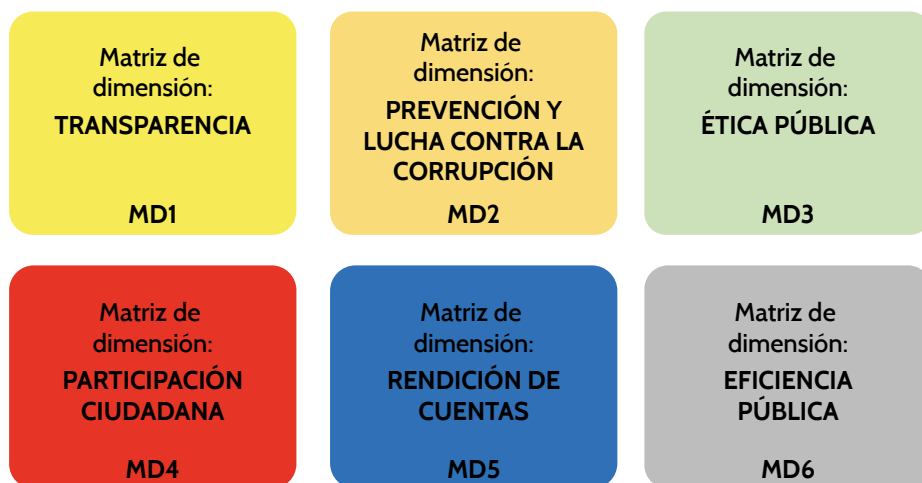 Matriz de
dimensión:
TRANSPARENCIA
MD1
Matriz de
dimensión:
PREVENCIÓN Y
LUCHA CONTRA LA
CORRUPCIÓN
MD2
Matriz de
dimensión:
ÉTICA PÚBLICA
MD3
Matriz de
dimensión:
PARTICIPACIÓN
CIUDADANA
MD4
Matriz de
dimensión:
RENDICIÓN DE
CUENTAS
MD5
Matriz de
dimensión:
EFICIENCIA
PÚBLICA
MD6